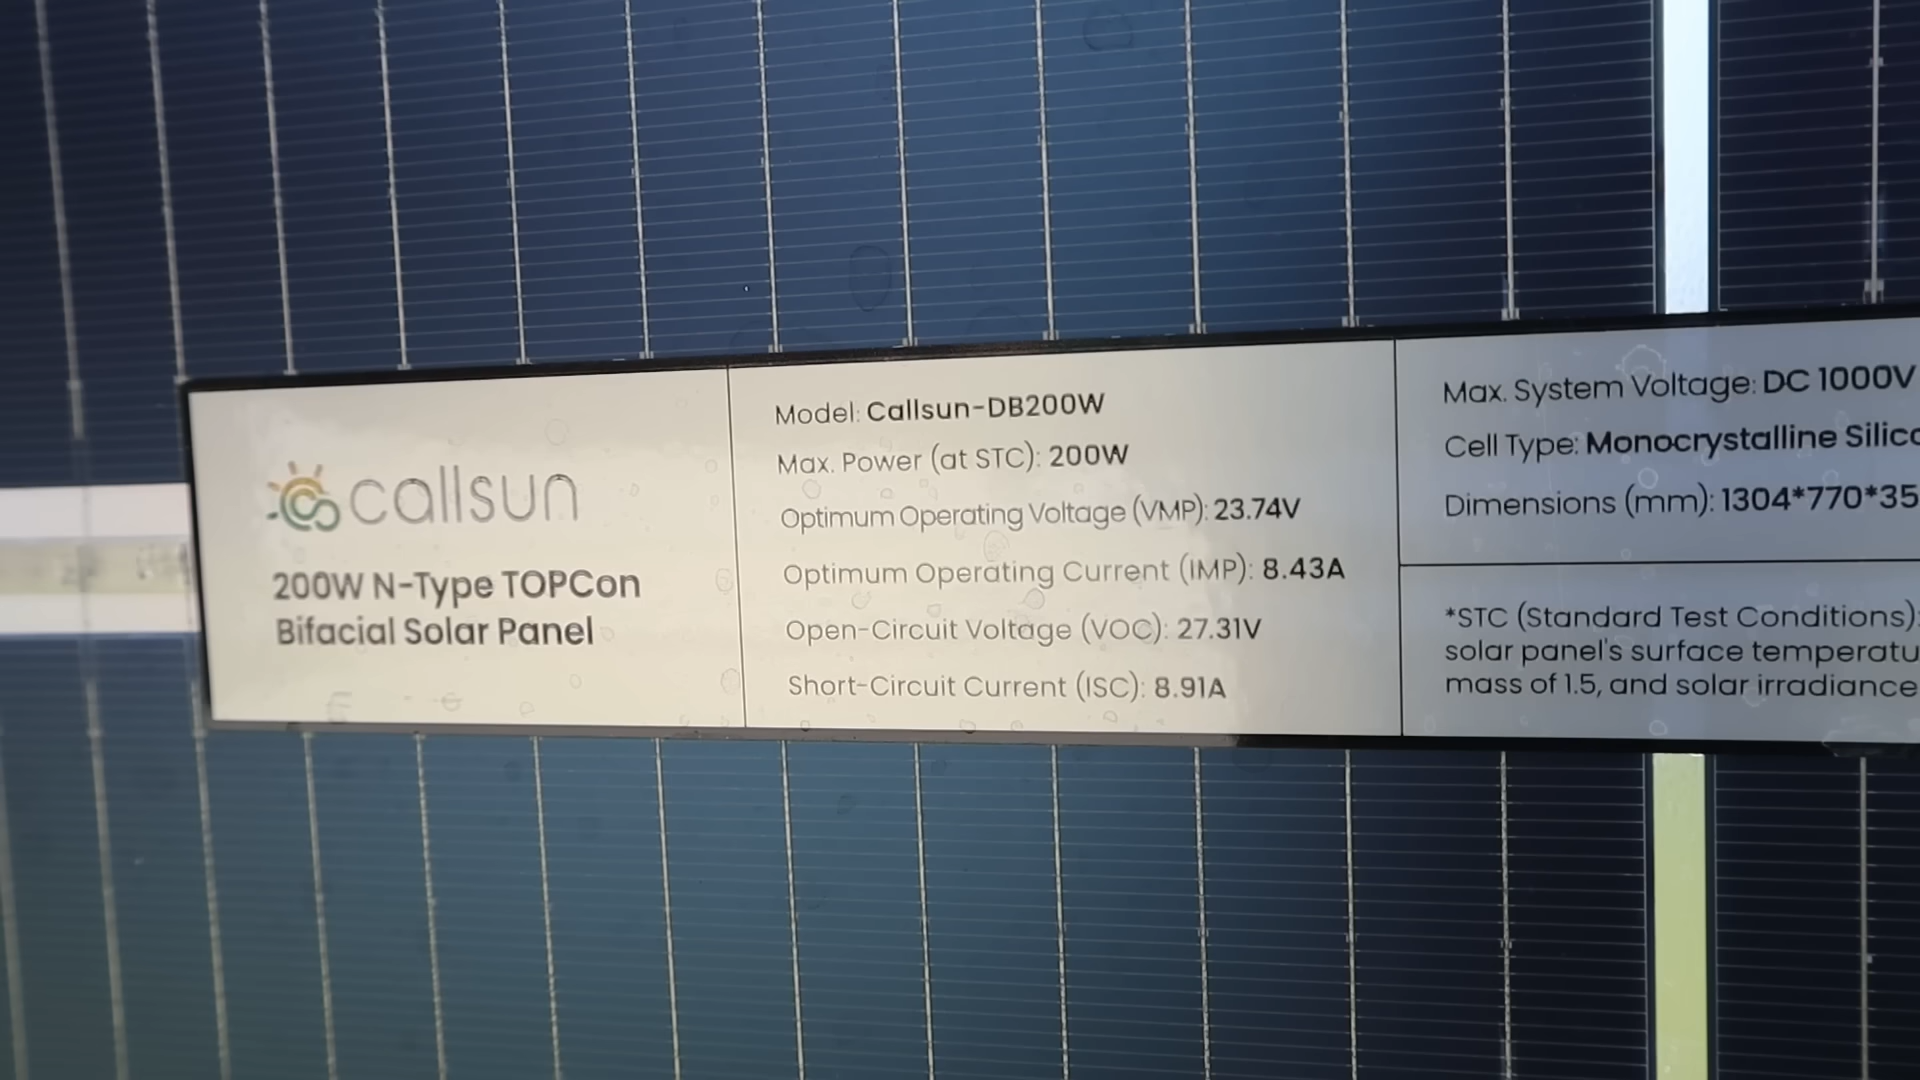 callsun
200W N-Type TOPCon
Bifacial Solar Panel
Model: Callsun-DB200W
Max. Power (at STC): 200W
Optimum Operating Voltage (VMP): 23.74V
Optimum Operating Current (IMP): 8.43A
Open-Circuit Voltage (VOC): 27.31V
Short-Circuit Current (ISC): 8.91A
Max. System Voltage: DC 1000V
Cell Type: Monocrystalline
Dimensions (mm): 1304*770*35
*STC (Standard Test Conditions):
solar panel's surface
mass of 1.5, and solar irradiance